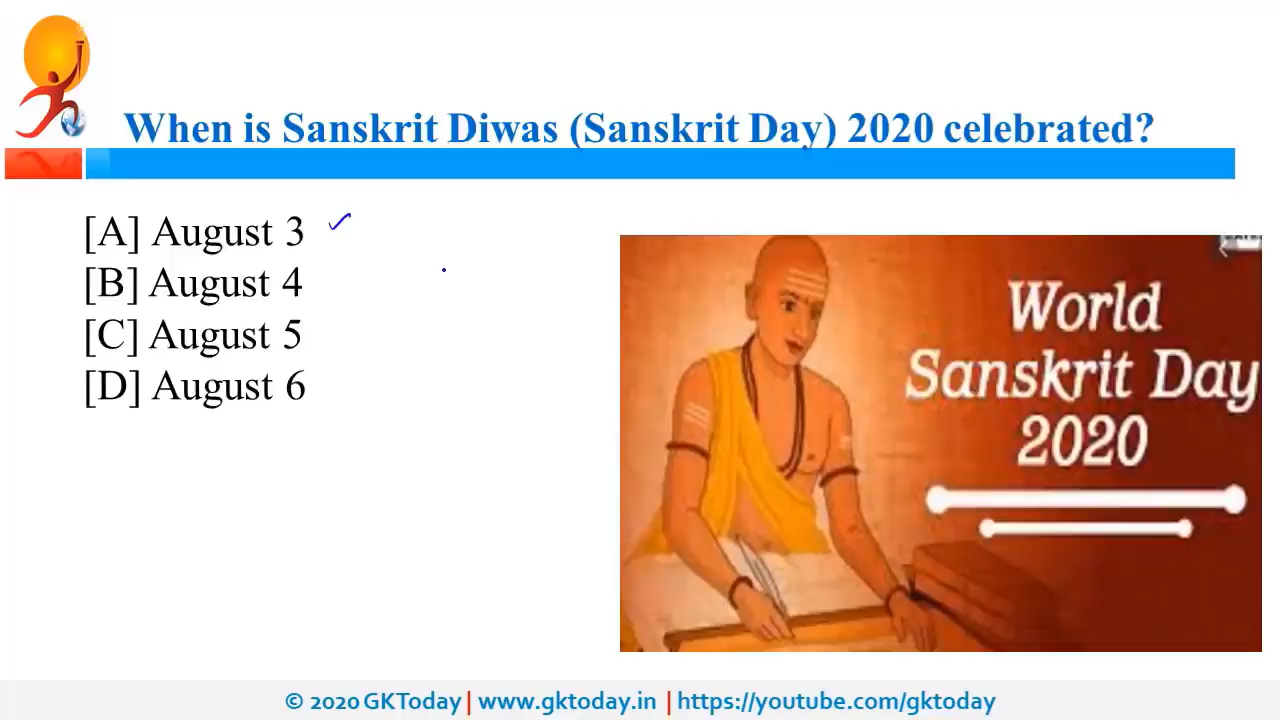 When is Sanskrit Diwas (Sanskrit Day) 2020 celebrated?
[A] August 3
[B] August 4
[C] August 5
[D] August 6
World
Sanskrit Day
2020
© 2020 GKToday | www.gktoday.in | https://youtube.com/gktoday